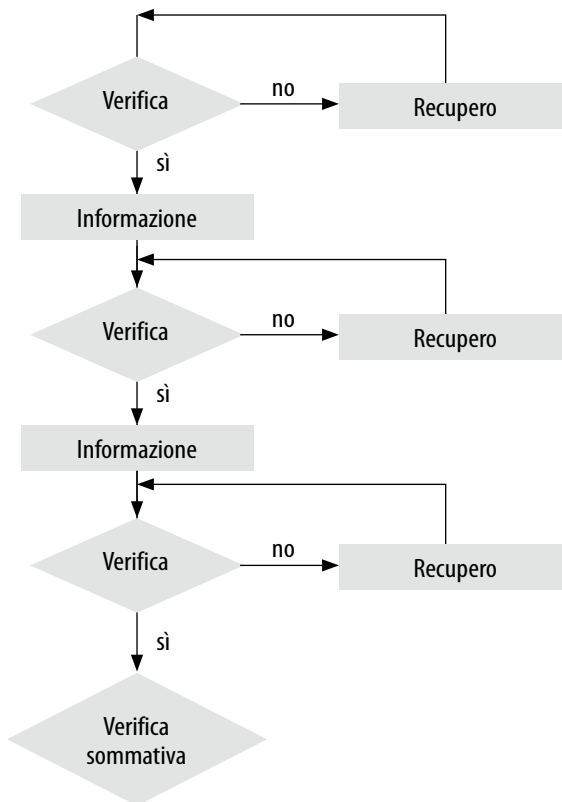 Verifica
no
Recupero
sì
Informazione
Verifica
no
Recupero
sì
Informazione
Verifica
no
Recupero
sì
Verifica
sommativa